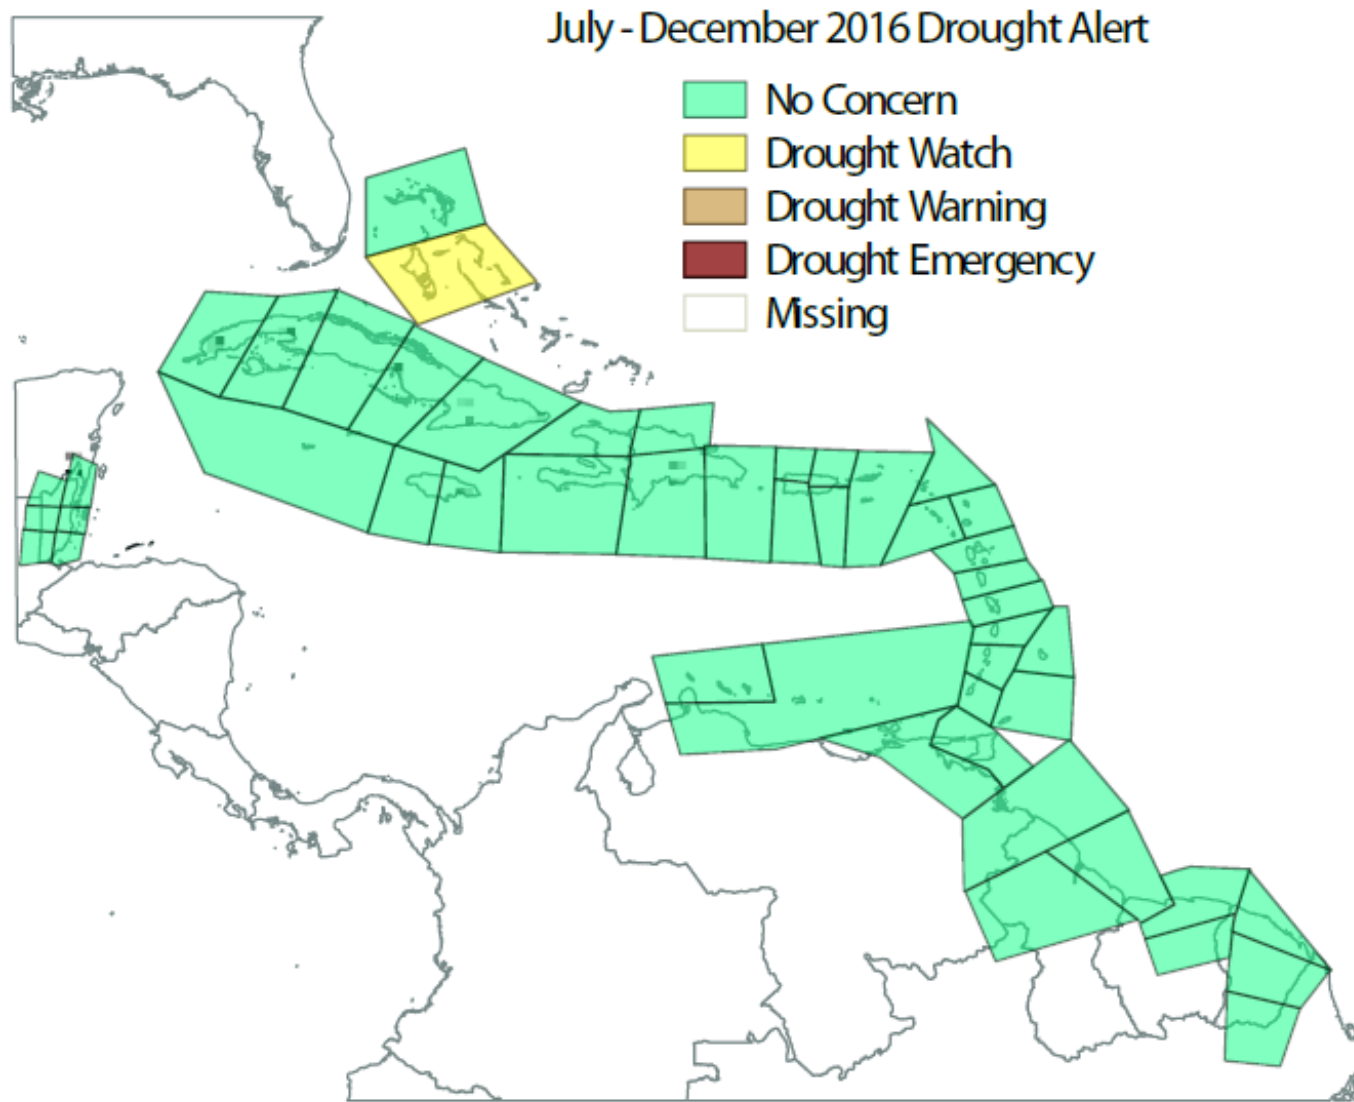 July - December 2016 Drought Alert
No Concern
Drought Watch
Drought Warning
Drought Emergency
Missing